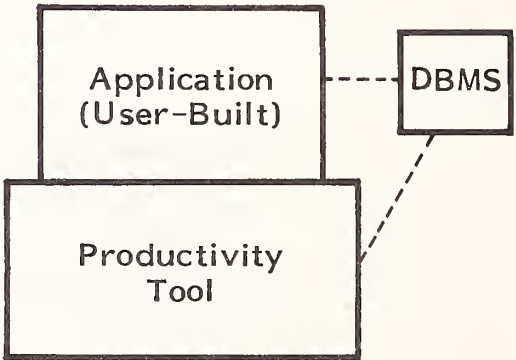 Application
(User-Built)
DBMS
Productivity
Tool